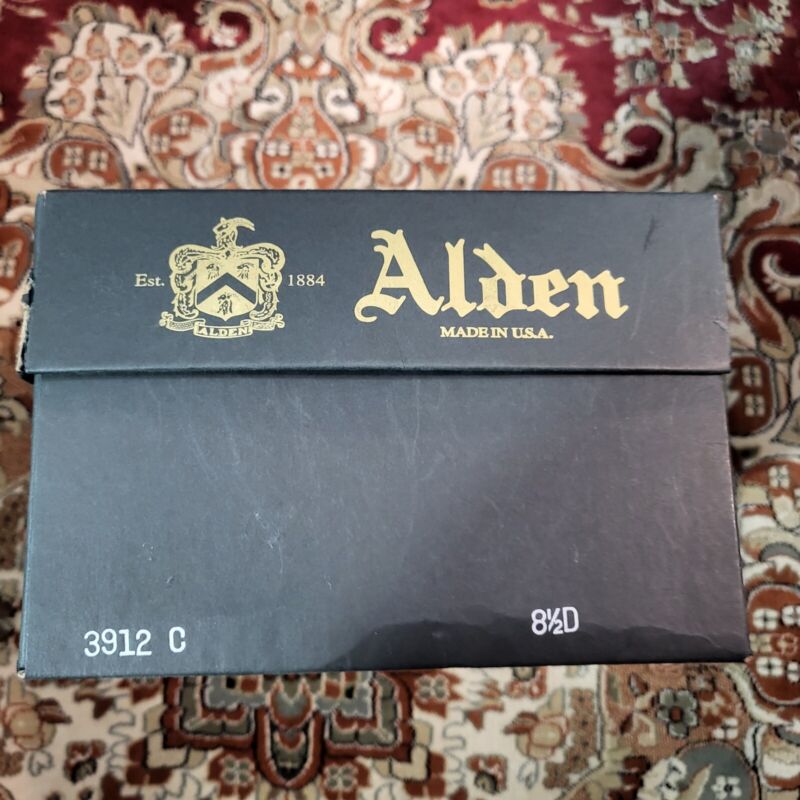 Est. 1884
ALDEN
Alden
MADE IN U.S.A.
3912 C
8½D